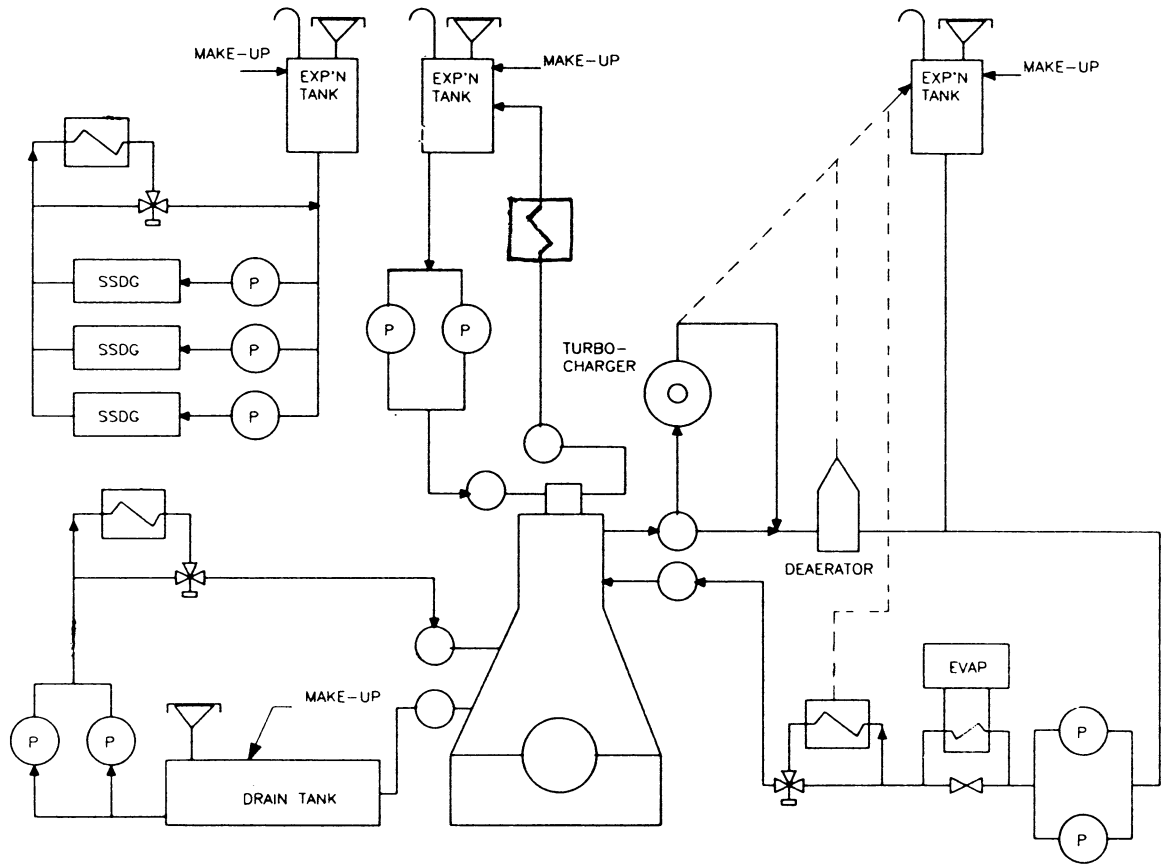 MAKE-UP
EXP'N
TANK
EXP'N
TANK
MAKE-UP
EXP'N
TANK
MAKE-UP
SSDG
P
SSDG
P
SSDG
P
P
P
TURBO-
CHARGER
DEAERATOR
EVAP
MAKE-UP
P
P
DRAIN TANK
P
P